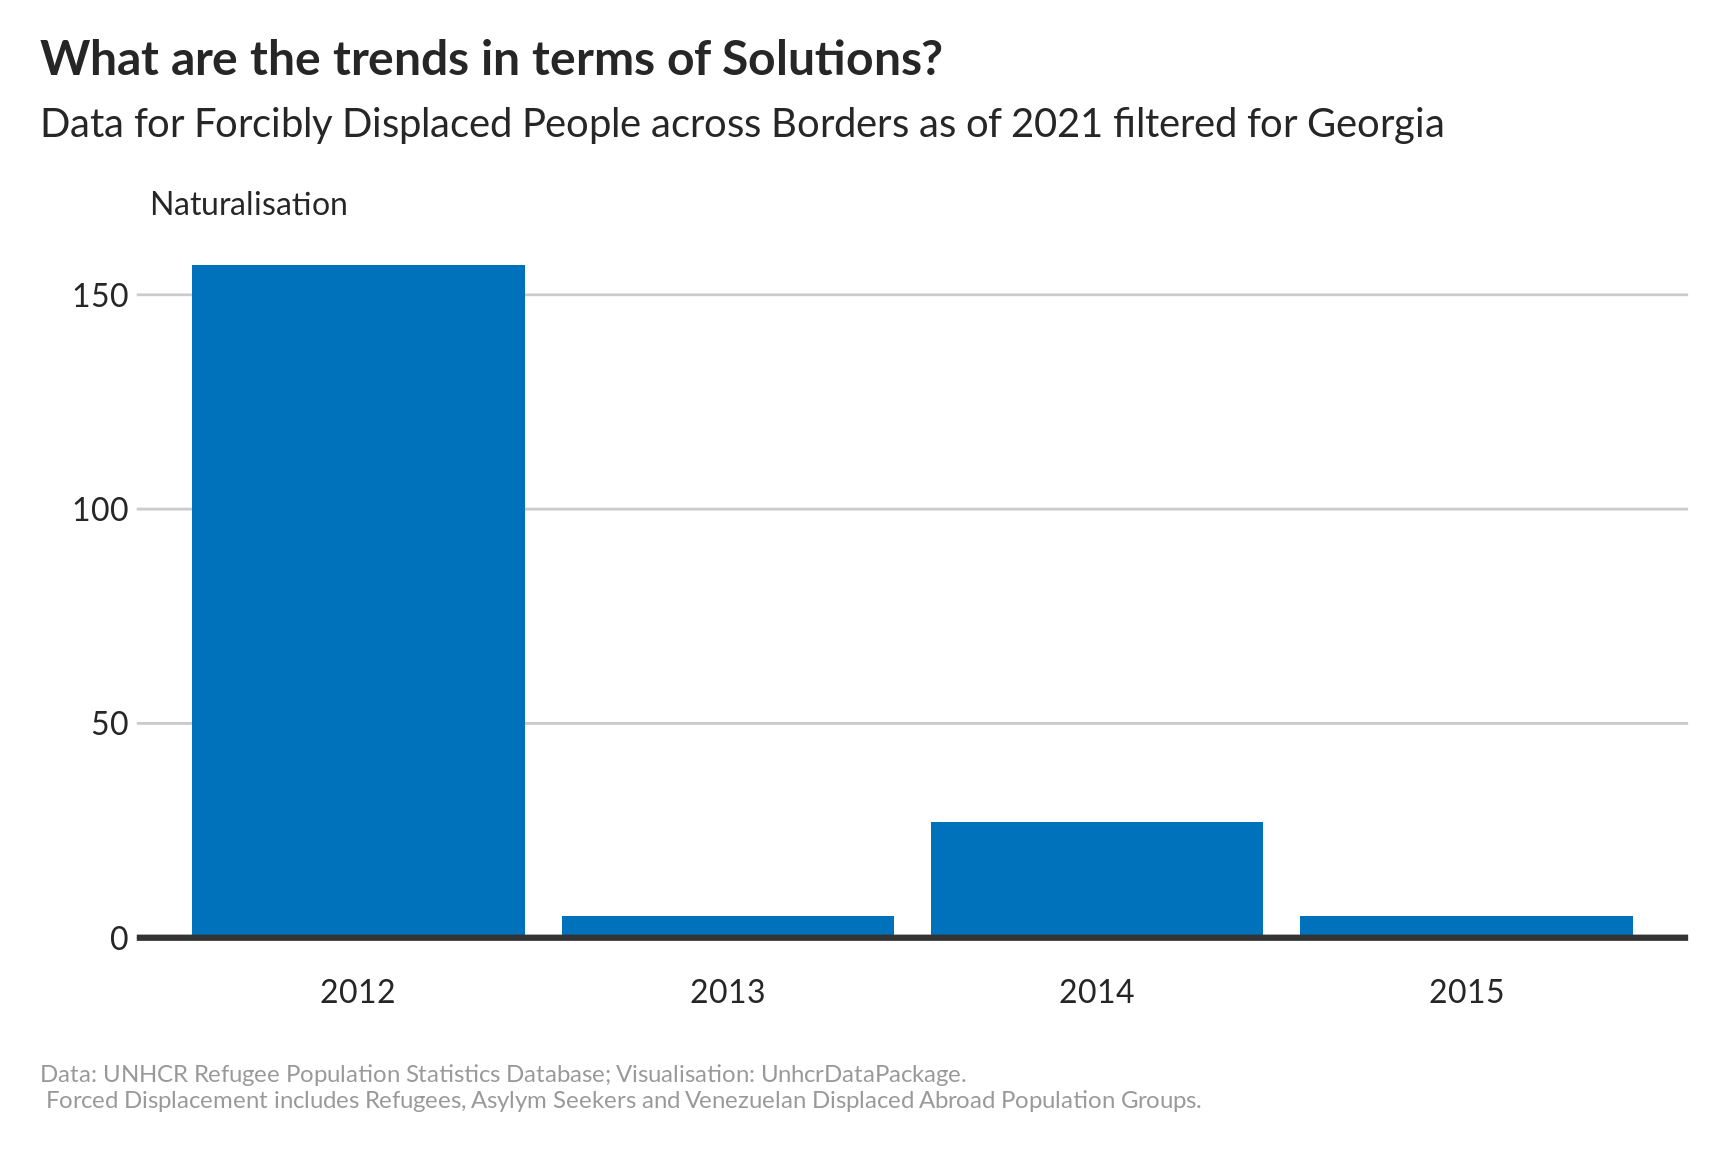 What are the trends in terms of Solutions?
Data for Forcibly Displaced People across Borders as of 2021 filtered for Georgia
Naturalisation
150
100
50
0
2012 2013 2014 2015
Data: UNHCR Refugee Population Statistics Database; Visualisation: UnhcrDataPackage.
Forced Displacement includes Refugees, Asylym Seekers and Venezuelan Displaced Abroad Population Groups.